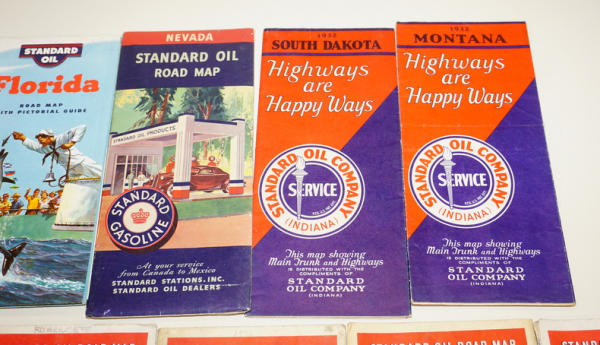 STANDARD
OIL
Florida
ROAD MAP
WITH PICTORIAL GUIDE
NEVADA
STANDARD OIL
ROAD MAP
STANDARD OIL PRODUCTS
STANDARD
GASOLINE
At your service
from Canada to Mexico
STANDARD STATIONS, INC.
STANDARD OIL DEALERS
1932
SOUTH DAKOTA
Highways
are
Happy Ways
STANDARD OIL COMPANY
SERVICE
(INDIANA)
This map showing
Main Trunk and Highways
IS DISTRIBUTED WITH THE
COMPLIMENTS OF
STANDARD
OIL COMPANY
(INDIANA)
1932
MONTANA
Highways
are
Happy Ways
STANDARD OIL COMPANY
SERVICE
(INDIANA)
This map showing
Main Trunk and Highways
IS DISTRIBUTED WITH THE
COMPLIMENTS OF
STANDARD
OIL COMPANY
(INDIANA)
STANDARD OIL ROAD MAP